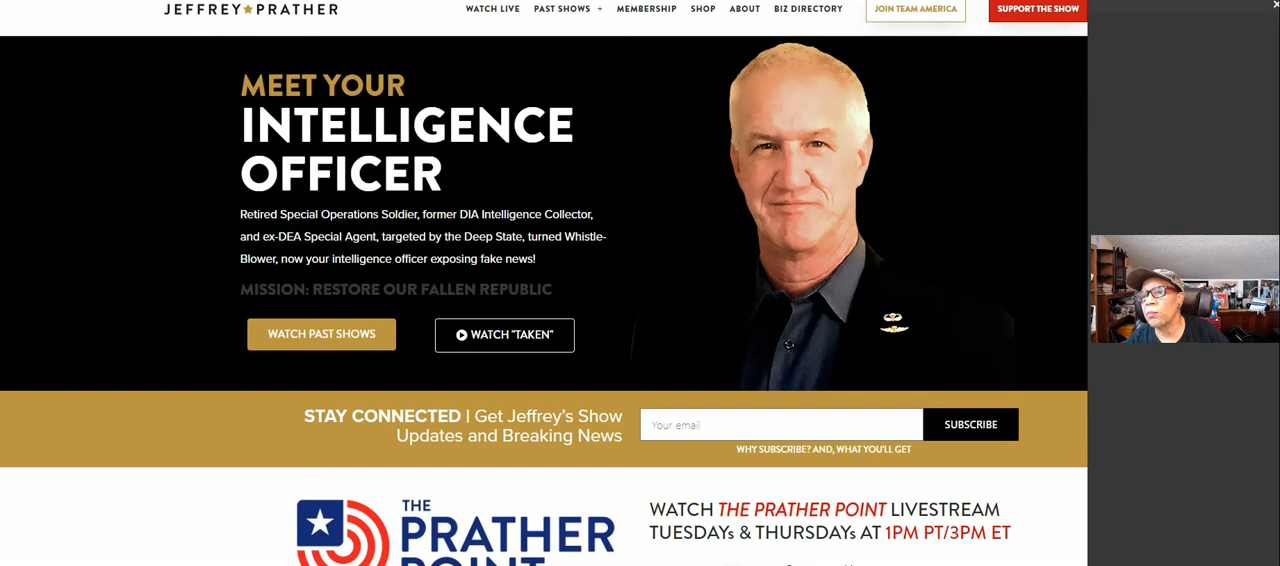 JEFFREY★PRATHER
WATCH LIVE PAST SHOWS + MEMBERSHIP SHOP ABOUT BIZ DIRECTORY JOIN TEAM AMERICA SUPPORT THE SHOW
MEET YOUR
INTELLIGENCE
OFFICER
Retired Special Operations Soldier, former DIA Intelligence Collector,
and ex-DEA Special Agent, targeted by the Deep State, turned Whistle-
Blower, now your intelligence officer exposing fake news!
MISSION: RESTORE OUR FALLEN REPUBLIC
WATCH PAST SHOWS
WATCH "TAKEN"
STAY CONNECTED | Get Jeffrey's Show
Updates and Breaking News
Your email
SUBSCRIBE
WHY SUBSCRIBE? AND, WHAT YOU'LL GET
THE
PRATHER
POINT
WATCH THE PRATHER POINT LIVESTREAM
TUESDAYs & THURSDAYs AT 1PM PT/3PM ET